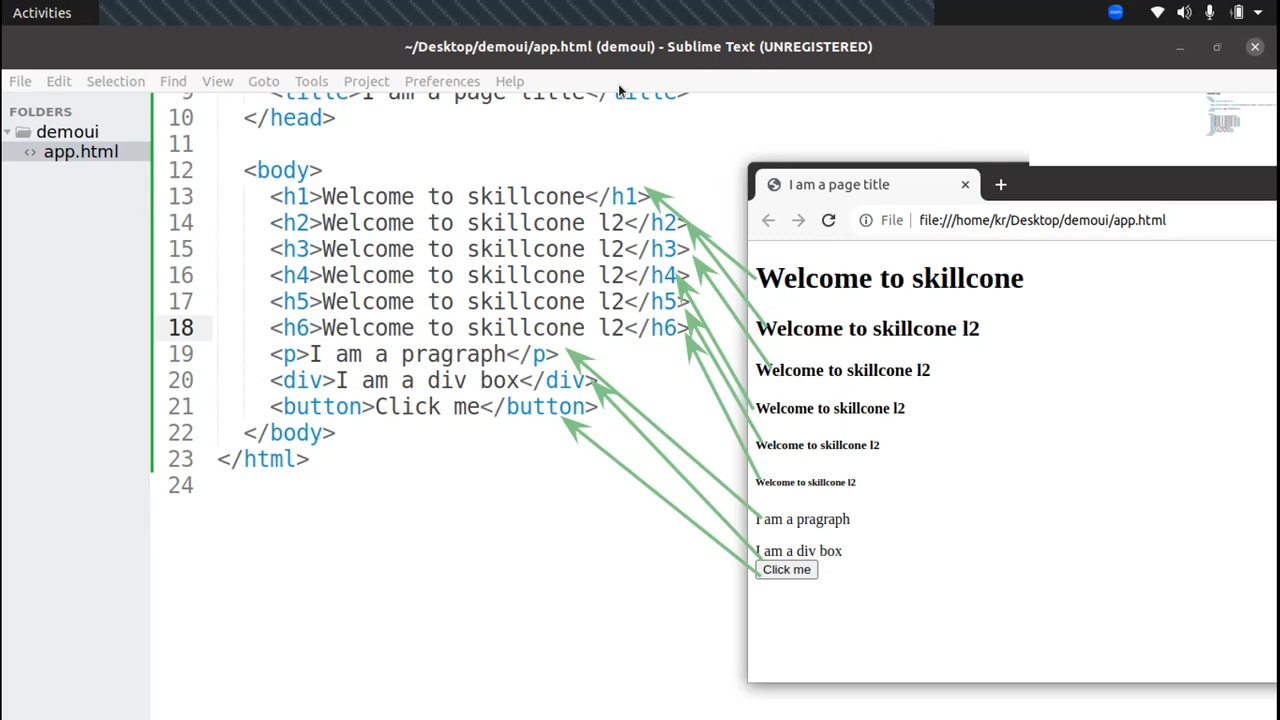 Activities
~/Desktop/demoui/app.html (demoui) - Sublime Text (UNREGISTERED)
File Edit Selection Find View Goto Tools Project Preferences Help
FOLDERS
demoui
app.html
9 <title>I am a page title</title>
10 </head>
11
12 <body>
13 <h1>Welcome to skillcone</h1>
14 <h2>Welcome to skillcone l2</h2>
15 <h3>Welcome to skillcone l2</h3>
16 <h4>Welcome to skillcone l2</h4>
17 <h5>Welcome to skillcone l2</h5>
18 <h6>Welcome to skillcone l2</h6>
19 <p>I am a pragraph</p>
20 <div>I am a div box</div>
21 <button>Click me</button>
22 </body>
23 </html>
24
I am a page title
File file:///home/kr/Desktop/demoui/app.html
Welcome to skillcone
Welcome to skillcone l2
Welcome to skillcone l2
Welcome to skillcone l2
Welcome to skillcone l2
Welcome to skillcone l2
I am a pragraph
I am a div box
Click me